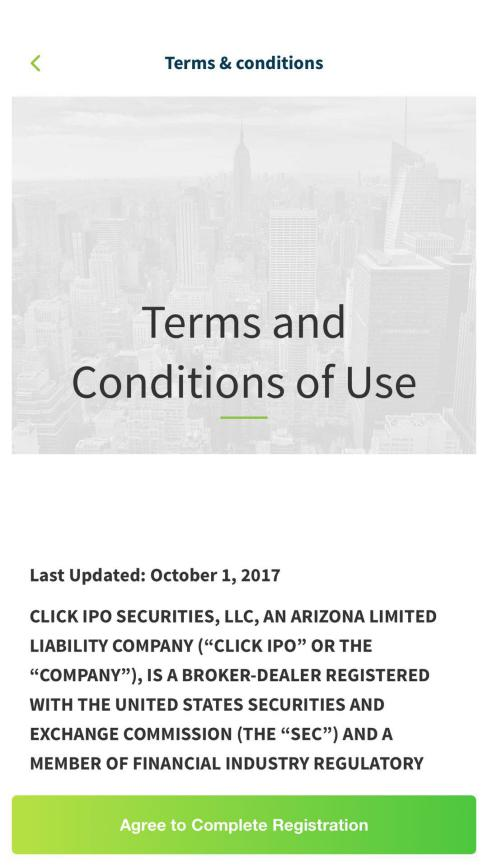 Terms & conditions
Terms and
Conditions of Use
Last Updated: October 1, 2017
CLICK IPO SECURITIES, LLC, AN ARIZONA LIMITED
LIABILITY COMPANY (“CLICK IPO” OR THE
“COMPANY”), IS A BROKER-DEALER REGISTERED
WITH THE UNITED STATES SECURITIES AND
EXCHANGE COMMISSION (THE “SEC”) AND A
MEMBER OF FINANCIAL INDUSTRY REGULATORY
Agree to Complete Registration